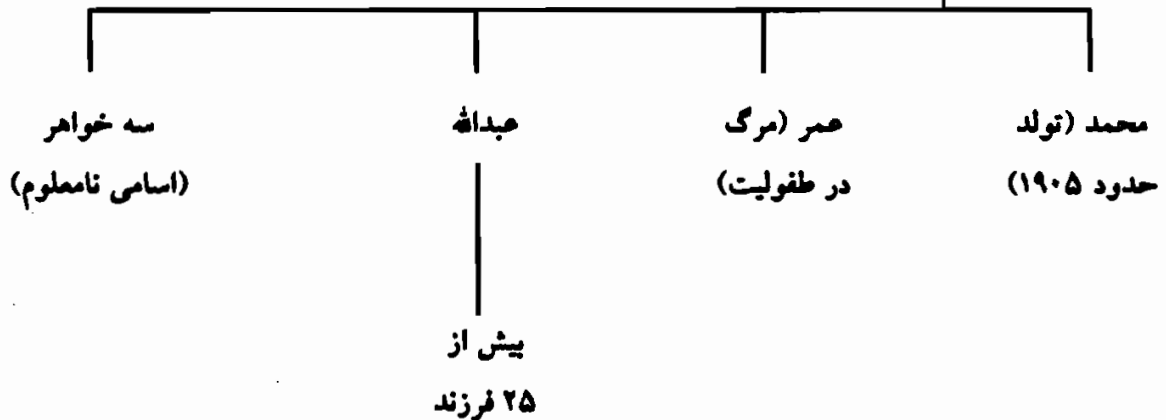 محمد (تولد
حدود ۱۹۰۵)
عمر (مرگ
در طفولیت)
عبدالله
سه خواهر
(اسامی نامعلوم)
بیش از
۲۵ فرزند